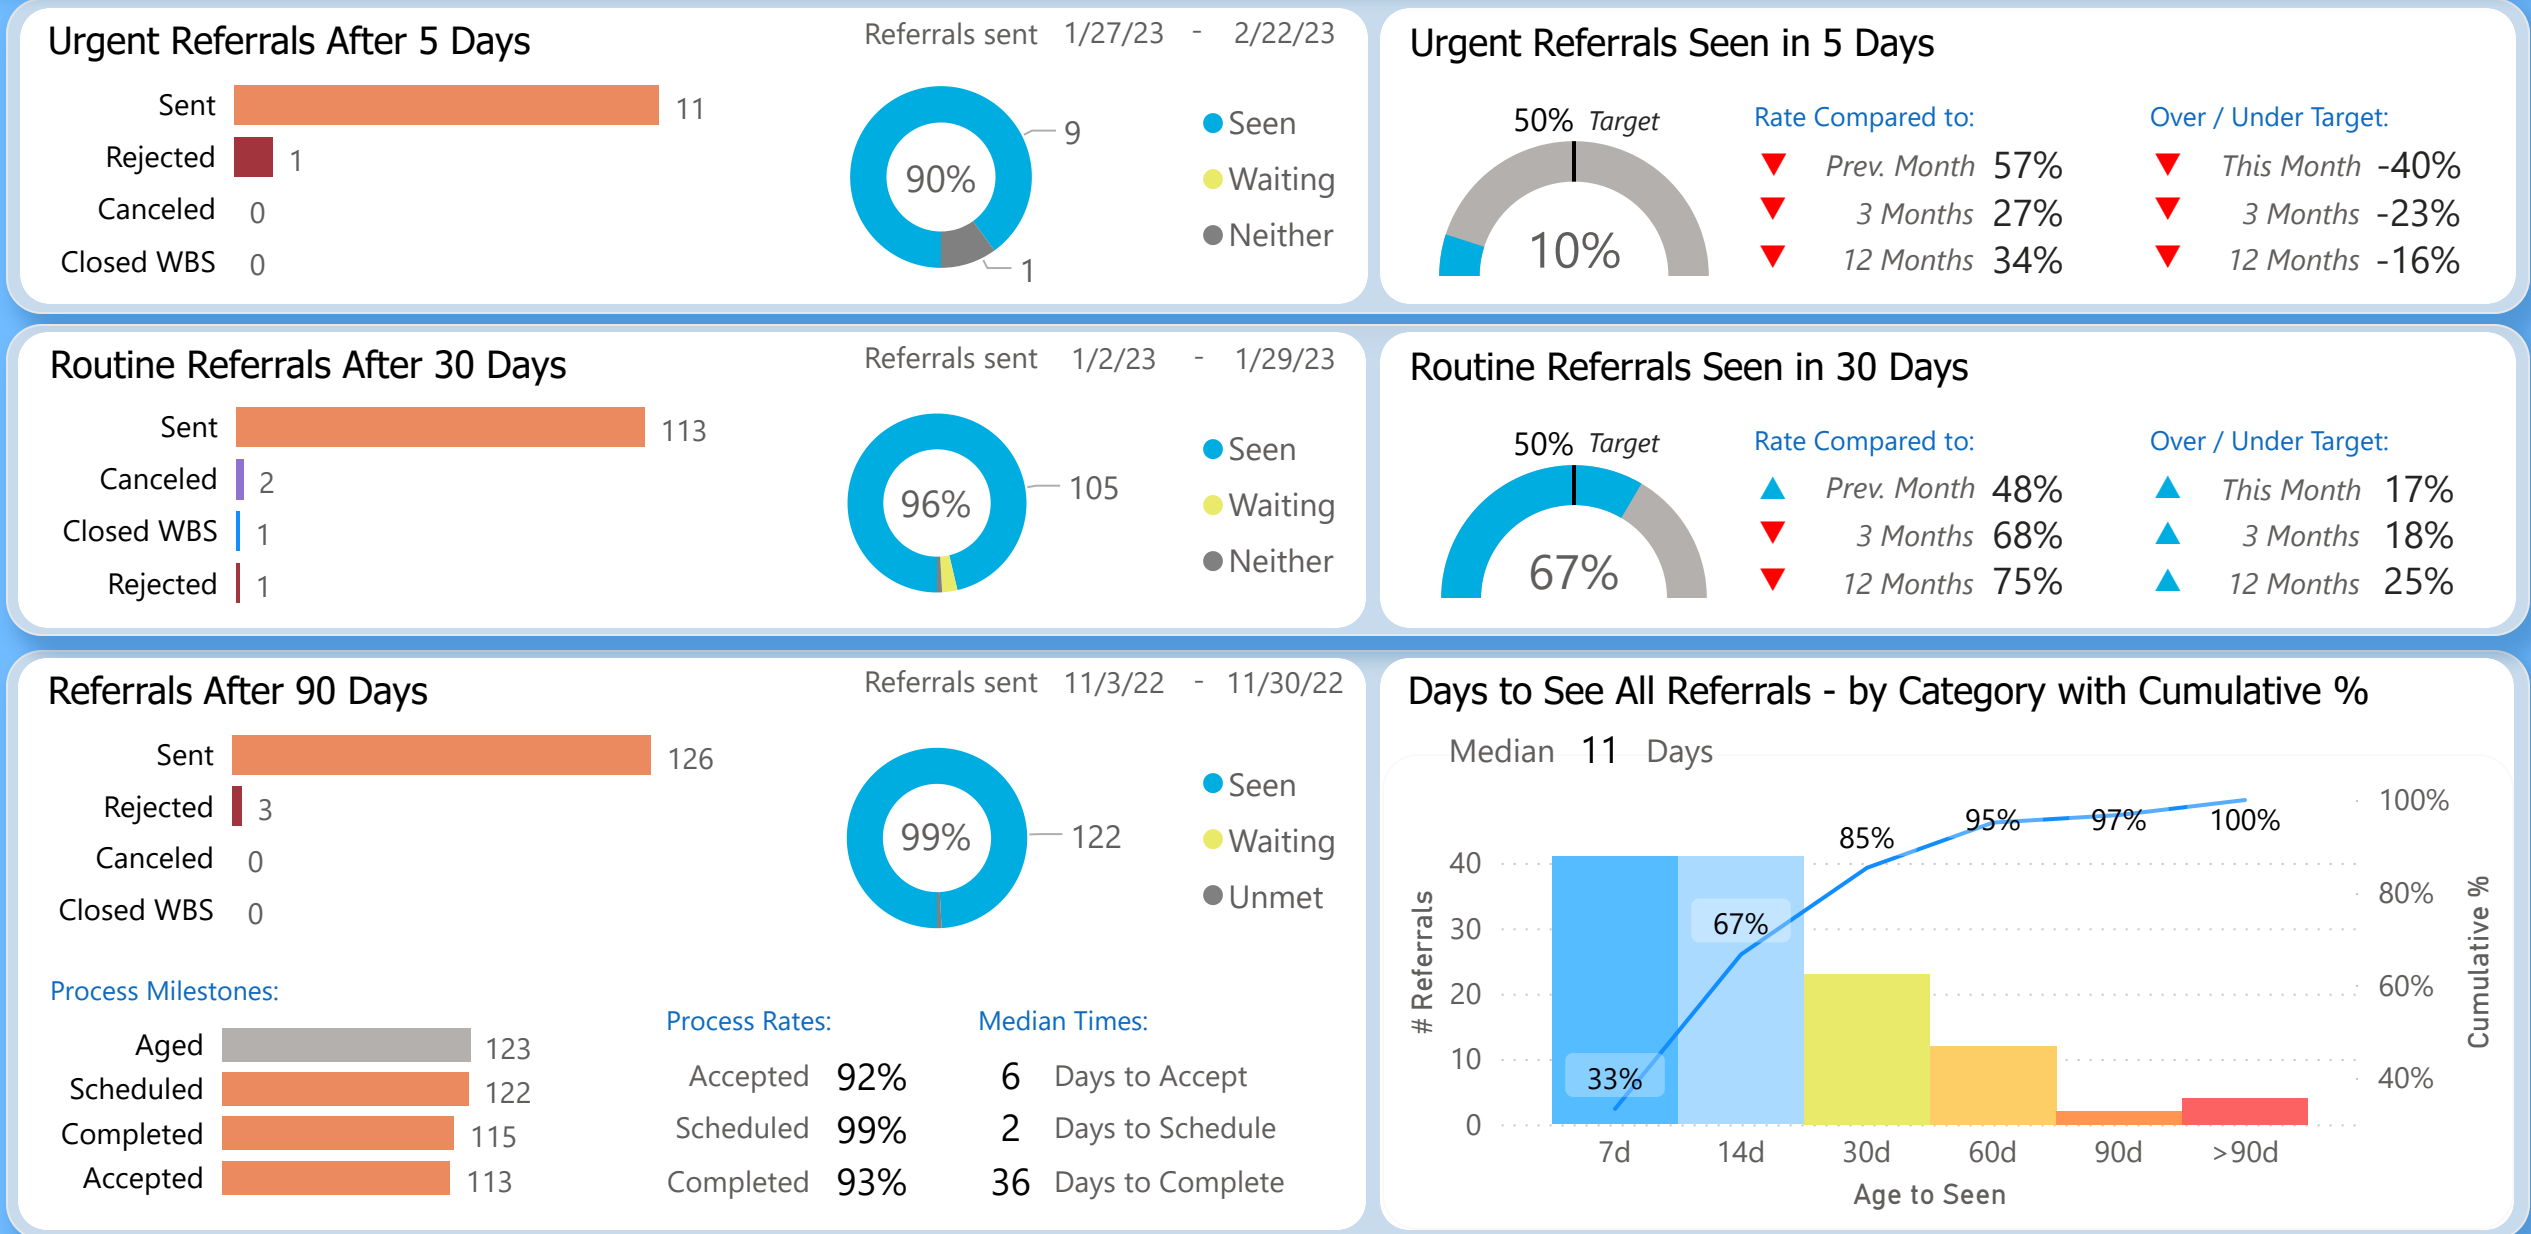 Urgent Referrals After 5 Days
Referrals sent 1/27/23 - 2/22/23
Sent 11
Rejected 1
Canceled 0
Closed WBS 0
90%
9
1
Seen
Waiting
Neither
Urgent Referrals Seen in 5 Days
50% Target
10%
Rate Compared to:
Prev. Month 57%
3 Months 27%
12 Months 34%
Over / Under Target:
This Month -40%
3 Months -23%
12 Months -16%
Routine Referrals After 30 Days
Referrals sent 1/2/23 - 1/29/23
Sent 113
Canceled 2
Closed WBS 1
Rejected 1
96%
105
Seen
Waiting
Neither
Routine Referrals Seen in 30 Days
50% Target
67%
Rate Compared to:
Prev. Month 48%
3 Months 68%
12 Months 75%
Over / Under Target:
This Month 17%
3 Months 18%
12 Months 25%
Referrals After 90 Days
Referrals sent 11/3/22 - 11/30/22
Sent 126
Rejected 3
Canceled 0
Closed WBS 0
99%
122
Seen
Waiting
Unmet
Process Milestones:
Aged 123
Scheduled 122
Completed 115
Accepted 113
Process Rates:
Accepted 92%
Scheduled 99%
Completed 93%
Median Times:
6 Days to Accept
2 Days to Schedule
36 Days to Complete
Days to See All Referrals - by Category with Cumulative %
Median 11 Days
# Referrals
40
30
20
10
0
33%
67%
85%
95%
97%
100%
100%
80%
60%
40%
Cumulative %
7d 14d 30d 60d 90d >90d
Age to Seen